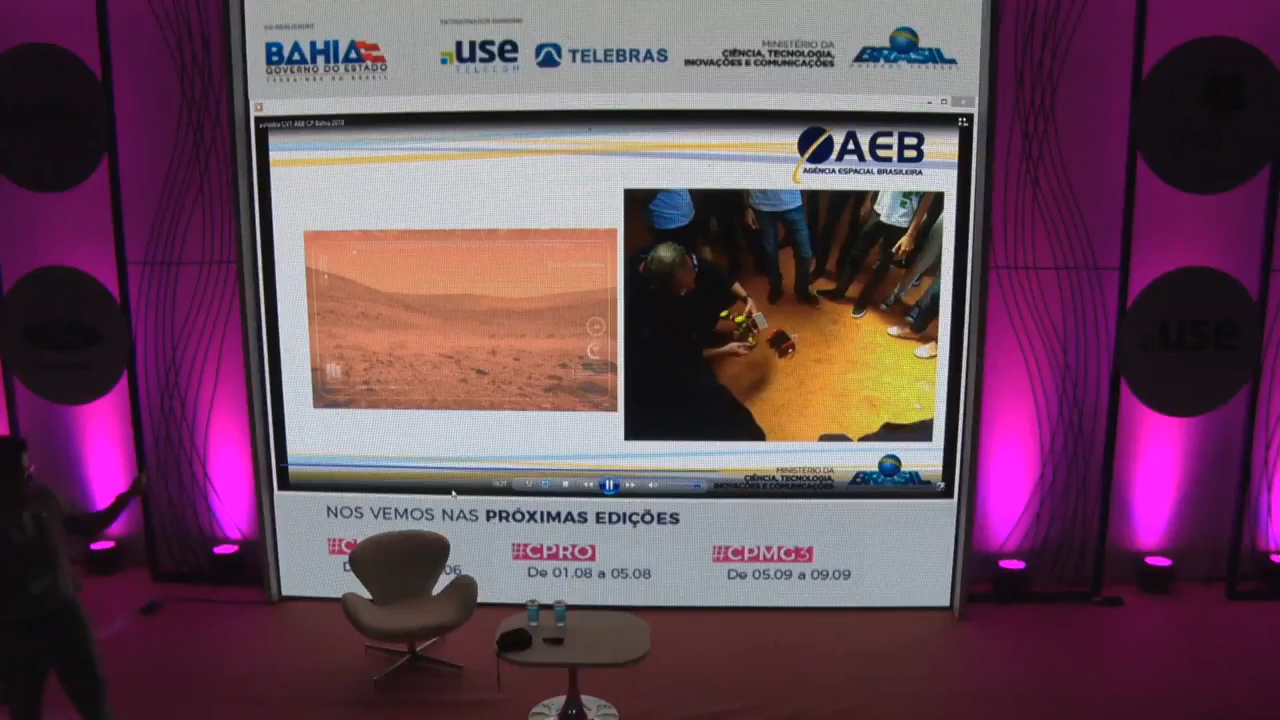 BAHIA
GOVERNO DO ESTADO
use
TELECOM
TELEBRAS
MINISTÉRIO DA
CIÊNCIA, TECNOLOGIA,
INOVAÇÕES E COMUNICAÇÕES
BRASIL
GOVERNO FEDERAL
AEB
AGÊNCIA ESPACIAL BRASILEIRA
MINISTÉRIO DA
CIÊNCIA, TECNOLOGIA,
INOVAÇÕES E COMUNICAÇÕES
BRASIL
NOS VEMOS NAS PRÓXIMAS EDIÇÕES
#CPRO
#CPMG3
De 01.08 a 05.08
De 05.09 a 09.09
use